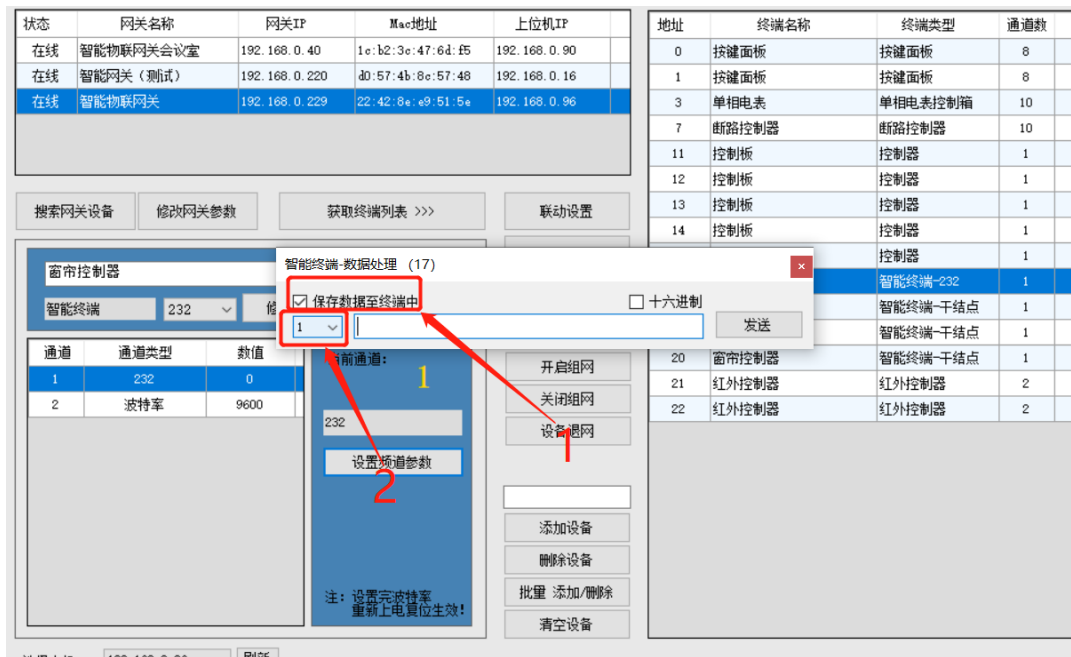 状态 网关名称 网关IP Mac地址 上位机IP
在线 智能物联网关会议室 192.168.0.40 1c:b2:3c:47:6d:f5 192.168.0.90
在线 智能网关（测试） 192.168.0.220 d0:57:4b:8c:57:48 192.168.0.16
在线 智能物联网关 192.168.0.229 22:42:8e:e9:51:5e 192.168.0.96
搜索网关设备 修改网关参数 获取终端列表 >>> 联动设置
地址 终端名称 终端类型 通道数
0 按键面板 按键面板 8
1 按键面板 按键面板 8
3 单相电表 单相电表控制箱 10
7 断路控制器 断路控制器 10
11 控制板 控制器 1
12 控制板 控制器 1
13 控制板 控制器 1
14 控制板 控制器 1
控制器 1
智能终端-232 1
智能终端-干结点 1
智能终端-干结点 1
20 窗帘控制器 智能终端-干结点 1
21 红外控制器 红外控制器 2
22 红外控制器 红外控制器 2
窗帘控制器
智能终端 232
智能终端-数据处理 (17)
保存数据至终端中 十六进制
1 发送
通道 通道类型 数值
1 232 0
2 波特率 9600
前通道：
1
232
设置频道参数
注：设置完波特率
重新上电复位生效！
开启组网
关闭组网
设备退网
添加设备
删除设备
批量 添加/删除
清空设备
1
2
刷新